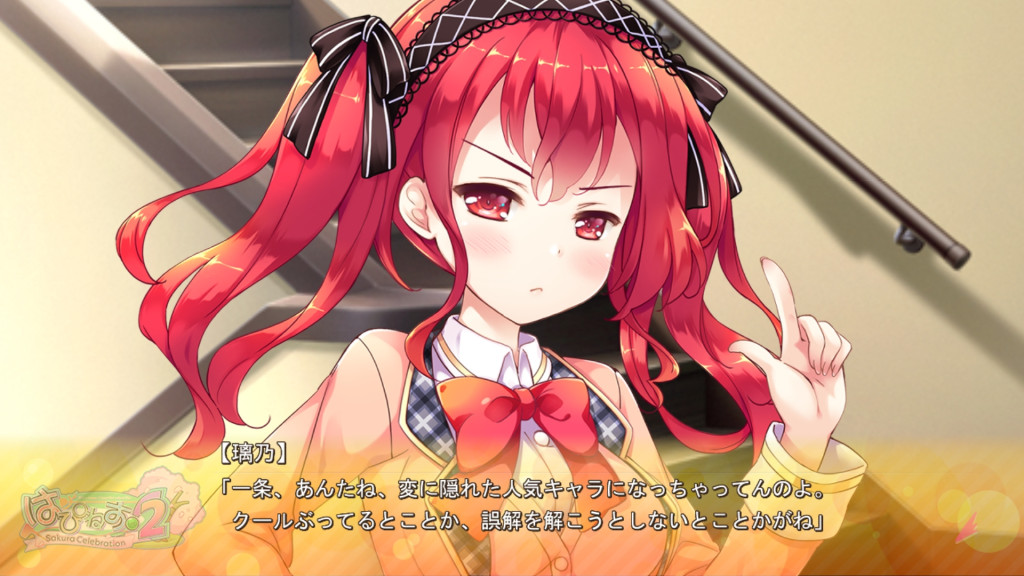 【璃乃】
「一条、あんたね、変に隠れた人気キャラになっちゃってんのよ。
クールぶってるとことか、誤解を解こうとしないとことかがね」
はぴねす!2
Sakura Celebration